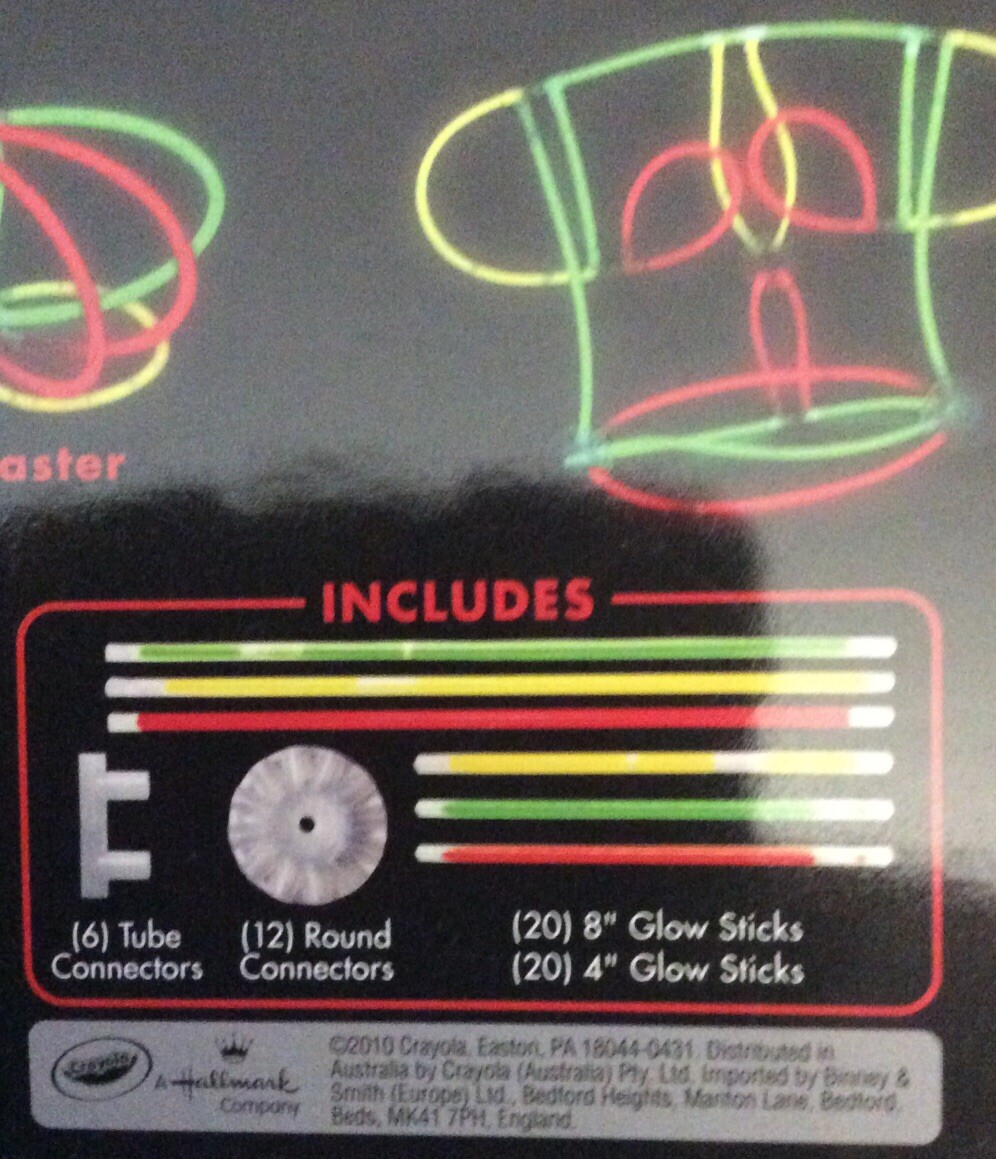 aster
INCLUDES
(6) Tube
Connectors
(12) Round
Connectors
(20) 8" Glow Sticks
(20) 4" Glow Sticks
Crayola
A Hallmark
Company
©2010 Crayola, Easton, PA 18044-0431. Distributed in
Australia by Crayola (Australia) Pty. Ltd. Imported by Binney &
Smith (Europe) Ltd., Bedford Heights, Manton Lane, Bedford,
Beds, MK41 7PH, England.